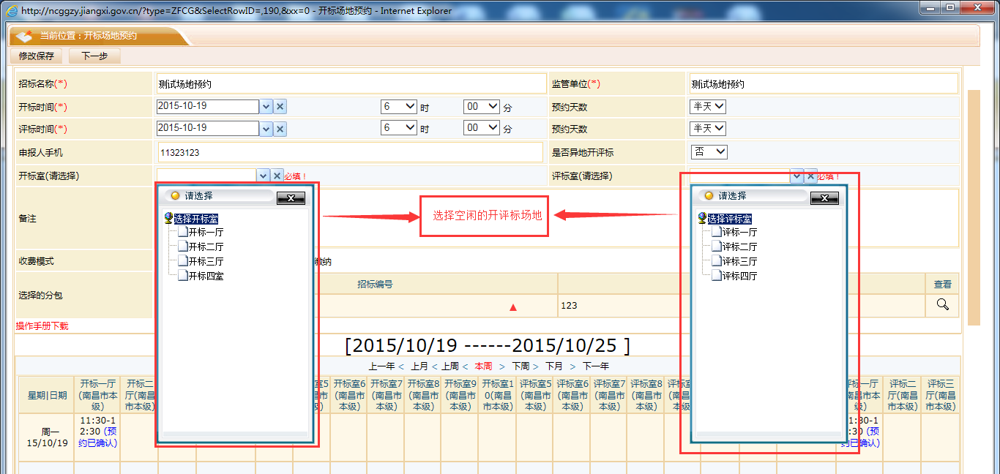 http://ncggzy.jiangxi.gov.cn/?type=ZFCG&SelectRowID=,190,&xx=0 - 开标场地预约 - Internet Explorer
当前位置：开标场地预约
修改保存 下一步
招标名称(*) 测试场地预约 监管单位(*) 测试场地预约
开标时间(*) 2015-10-19 6 时 00 分 预约天数 半天
评标时间(*) 2015-10-19 6 时 00 分 预约天数 半天
申报人手机 11323123 是否异地开评标 否
开标室(请选择) 必填！ 评标室(请选择) 必填！
请选择 请选择
备注 选择开标室 选择空闲的开评标场地 选择评标室
开标一厅 评标一厅
开标二厅 评标二厅
收费模式 开标三厅 缴纳 评标三厅
开标四室 评标四厅
招标编号 查看
选择的分包 123
操作手册下载
[2015/10/19 ------2015/10/25 ]
上一年 < 上月 < 上周 < 本周 > 下周 > 下月 > 下一年
星期|日期
开标一厅(南昌市本级)
开标二厅(南昌市本级)
室5 市级)
开标室6(南昌市本级)
开标室7(南昌市本级)
开标室8(南昌市本级)
开标室9(南昌市本级)
开标室10(南昌市本级)
评标室5(南昌市本级)
评标室6(南昌市本级)
评标室7(南昌市本级)
评标室8(南昌市本级)
评标一厅(南昌市本级)
评标二厅(南昌市本级)
评标三厅(南昌市本级)
周一
15/10/19
11:30-12:30 (预约已确认)
11:30-12:30 (预约已确认)